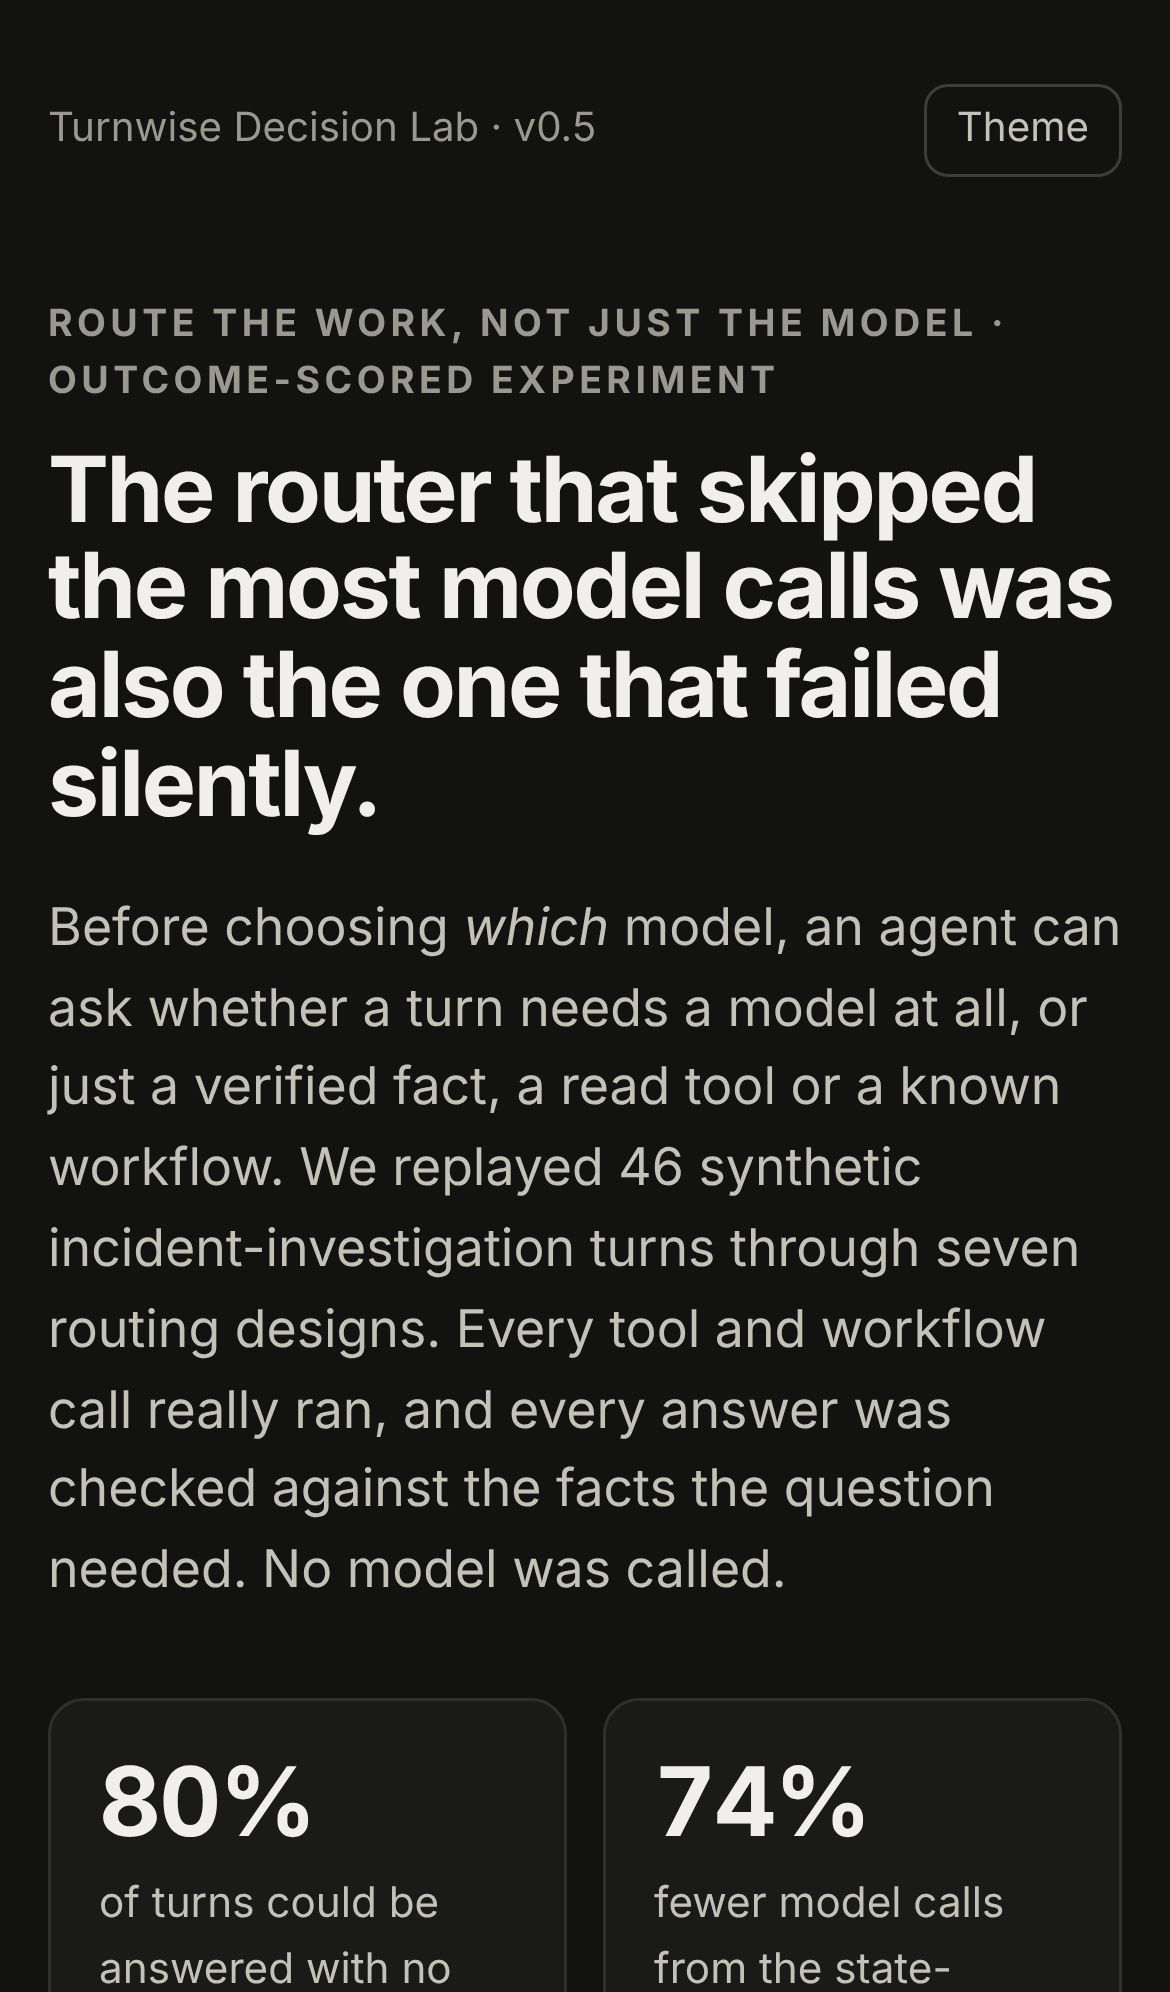 Turnwise Decision Lab · v0.5
Theme
ROUTE THE WORK, NOT JUST THE MODEL ·
OUTCOME-SCORED EXPERIMENT
The router that skipped
the most model calls was
also the one that failed
silently.
Before choosing which model, an agent can
ask whether a turn needs a model at all, or
just a verified fact, a read tool or a known
workflow. We replayed 46 synthetic
incident-investigation turns through seven
routing designs. Every tool and workflow
call really ran, and every answer was
checked against the facts the question
needed. No model was called.
80%
of turns could be
answered with no
74%
fewer model calls
from the state-